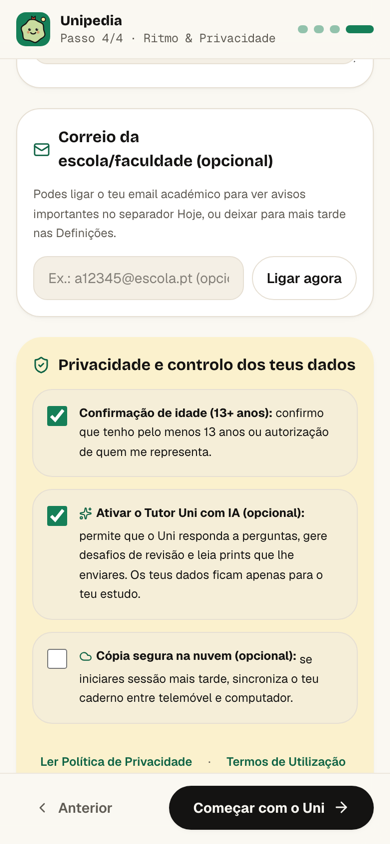 Unipedia
Passo 4/4 · Ritmo & Privacidade
Correio da
escola/faculdade (opcional)
Podes ligar o teu email académico para ver avisos
importantes no separador Hoje, ou deixar para mais tarde
nas Definições.
Ex.: a12345@escola.pt (opci
Ligar agora
Privacidade e controlo dos teus dados
Confirmação de idade (13+ anos): confirmo
que tenho pelo menos 13 anos ou autorização
de quem me representa.
Ativar o Tutor Uni com IA (opcional):
permite que o Uni responda a perguntas, gere
desafios de revisão e leia prints que lhe
enviares. Os teus dados ficam apenas para o
teu estudo.
Cópia segura na nuvem (opcional): se
iniciares sessão mais tarde, sincroniza o teu
caderno entre telemóvel e computador.
Ler Política de Privacidade · Termos de Utilização
Anterior
Começar com o Uni